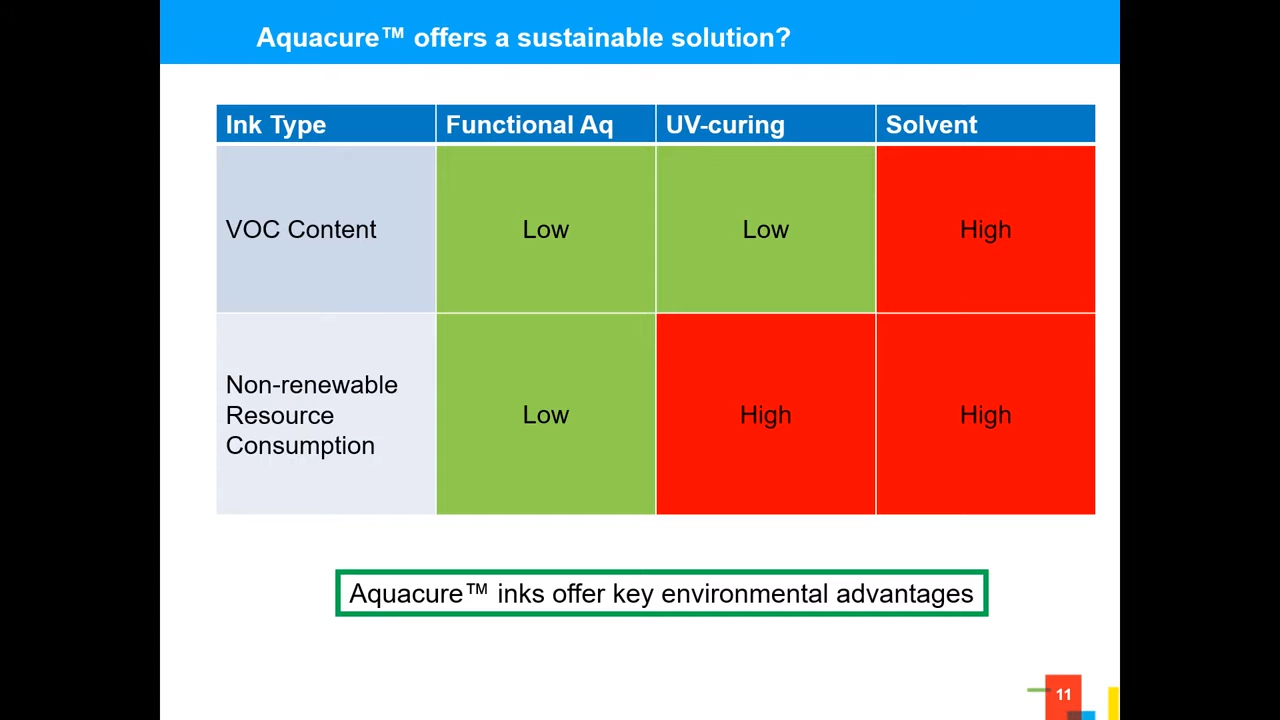 Aquacure™ offers a sustainable solution?
Ink Type Functional Aq UV-curing Solvent
VOC Content Low Low High
Non-renewable
Resource
Consumption
Low High High
Aquacure™ inks offer key environmental advantages
11